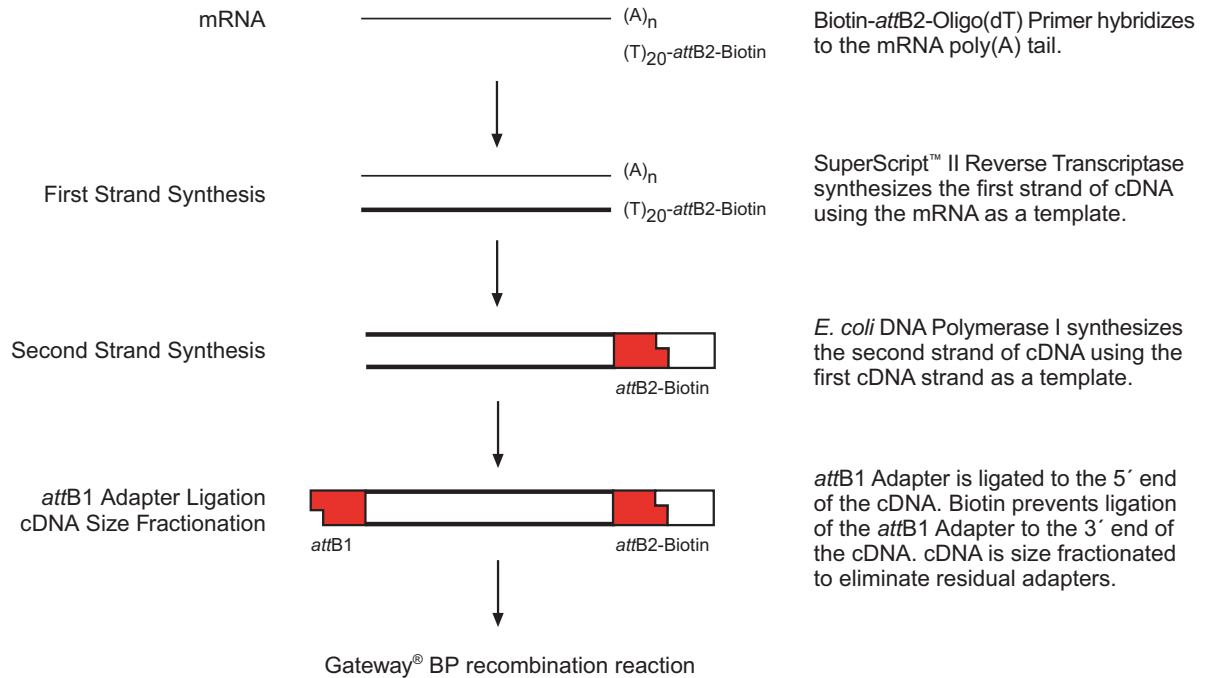 mRNA
(A)n
(T)20-attB2-Biotin
Biotin-attB2-Oligo(dT) Primer hybridizes
to the mRNA poly(A) tail.
First Strand Synthesis
(A)n
(T)20-attB2-Biotin
SuperScript™ II Reverse Transcriptase
synthesizes the first strand of cDNA
using the mRNA as a template.
Second Strand Synthesis
attB2-Biotin
E. coli DNA Polymerase I synthesizes
the second strand of cDNA using the
first cDNA strand as a template.
attB1 Adapter Ligation
cDNA Size Fractionation
attB1
attB2-Biotin
attB1 Adapter is ligated to the 5´ end
of the cDNA. Biotin prevents ligation
of the attB1 Adapter to the 3´ end of
the cDNA. cDNA is size fractionated
to eliminate residual adapters.
Gateway® BP recombination reaction